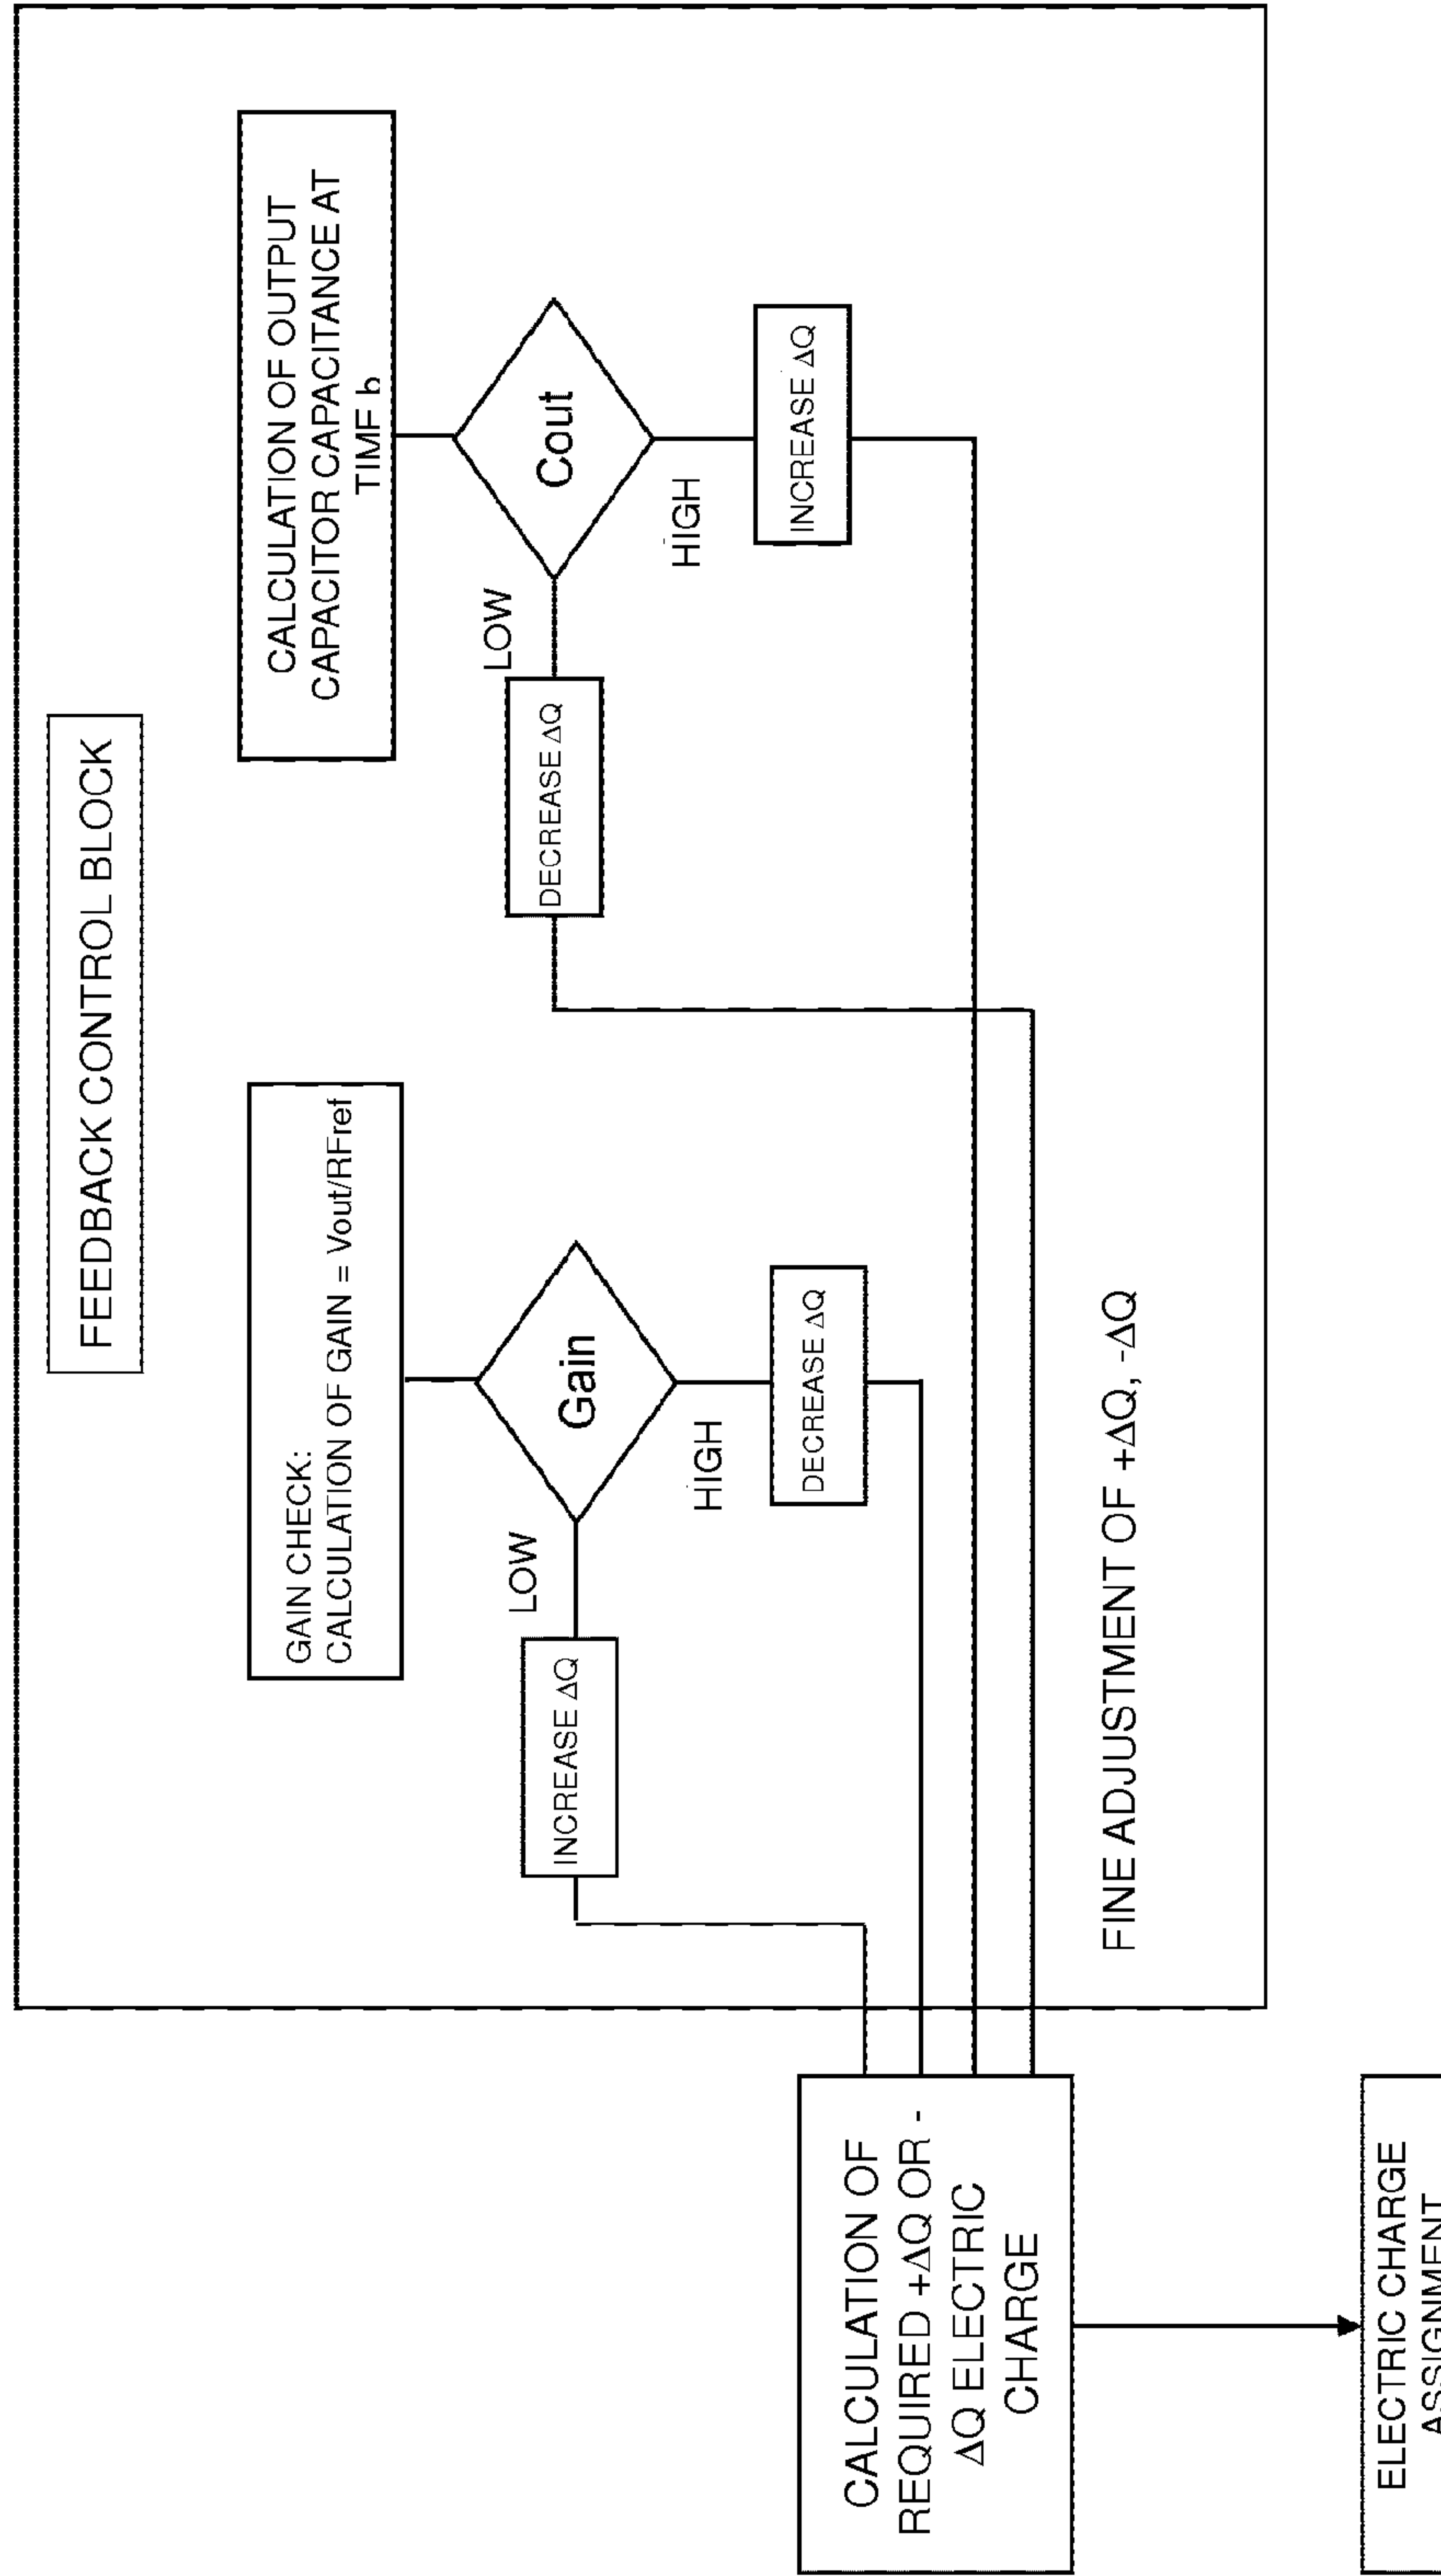 FEEDBACK CONTROL BLOCK
GAIN CHECK:
CALCULATION OF GAIN = Vout/RFref
CALCULATION OF OUTPUT
CAPACITOR CAPACITANCE AT
TIMF b
Gain
LOW
INCREASE ΔQ
HIGH
DECREASE ΔQ
Cout
LOW
DECREASE ΔQ
HIGH
INCREASE ΔQ
FINE ADJUSTMENT OF +ΔQ, -ΔQ
CALCULATION OF
REQUIRED +ΔQ OR -
ΔQ ELECTRIC
CHARGE
ELECTRIC CHARGE
ASSIGNMENT